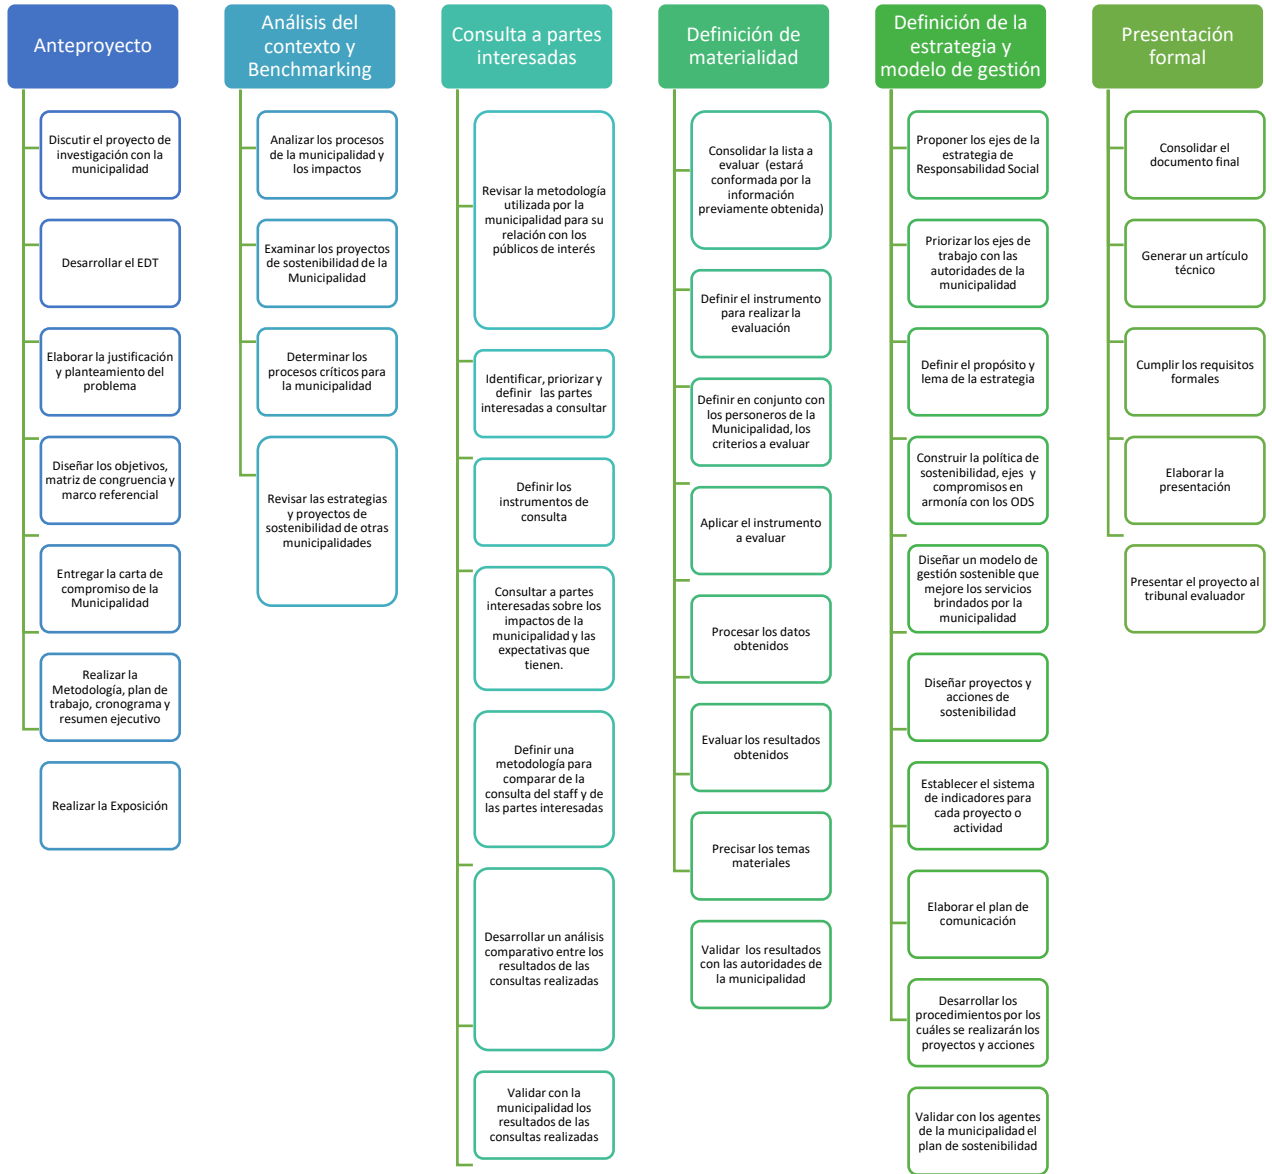 Anteproyecto
Discutir el proyecto de
investigación con la
municipalidad
Desarrollar el EDT
Elaborar la justificación
y planteamiento del
problema
Diseñar los objetivos,
matriz de congruencia y
marco referencial
Entregar la carta de
compromiso de la
Municipalidad
Realizar la
Metodología, plan de
trabajo, cronograma y
resumen ejecutivo
Realizar la Exposición
Análisis del
contexto y
Benchmarking
Analizar los procesos
de la municipalidad y
los impactos
Examinar los proyectos
de sostenibilidad de la
Municipalidad
Determinar los
procesos críticos para
la municipalidad
Revisar las estrategias
y proyectos de
sostenibilidad de otras
municipalidades
Consulta a partes
interesadas
Revisar la metodología
utilizada por la
municipalidad para su
relación con los
públicos de interés
Identificar, priorizar y
definir las partes
interesadas a consultar
Definir los
instrumentos de
consulta
Consultar a partes
interesadas sobre los
impactos de la
municipalidad y las
expectativas que
tienen.
Definir una
metodología para
comparar de la
consulta del staff y de
las partes interesadas
Desarrollar un análisis
comparativo entre los
resultados de las
consultas realizadas
Validar con la
municipalidad los
resultados de las
consultas realizadas
Definición de
materialidad
Consolidar la lista a
evaluar (estará
conformada por la
información
previamente obtenida)
Definir el instrumento
para realizar la
evaluación
Definir en conjunto con
los personeros de la
Municipalidad, los
criterios a evaluar
Aplicar el instrumento
a evaluar
Procesar los datos
obtenidos
Evaluar los resultados
obtenidos
Precisar los temas
materiales
Validar los resultados
con las autoridades de
la municipalidad
Definición de la
estrategia y
modelo de gestión
Proponer los ejes de la
estrategia de
Responsabilidad Social
Priorizar los ejes de
trabajo con las
autoridades de la
municipalidad
Definir el propósito y
lema de la estrategia
Construir la política de
sostenibilidad, ejes y
compromisos en
armonía con los ODS
Diseñar un modelo de
gestión sostenible que
mejore los servicios
brindados por la
municipalidad
Diseñar proyectos y
acciones de
sostenibilidad
Establecer el sistema
de indicadores para
cada proyecto o
actividad
Elaborar el plan de
comunicación
Desarrollar los
procedimientos por los
cuáles se realizarán los
proyectos y acciones
Validar con los agentes
de la municipalidad el
plan de sostenibilidad
Presentación
formal
Consolidar el
documento final
Generar un artículo
técnico
Cumplir los requisitos
formales
Elaborar la
presentación
Presentar el proyecto al
tribunal evaluador